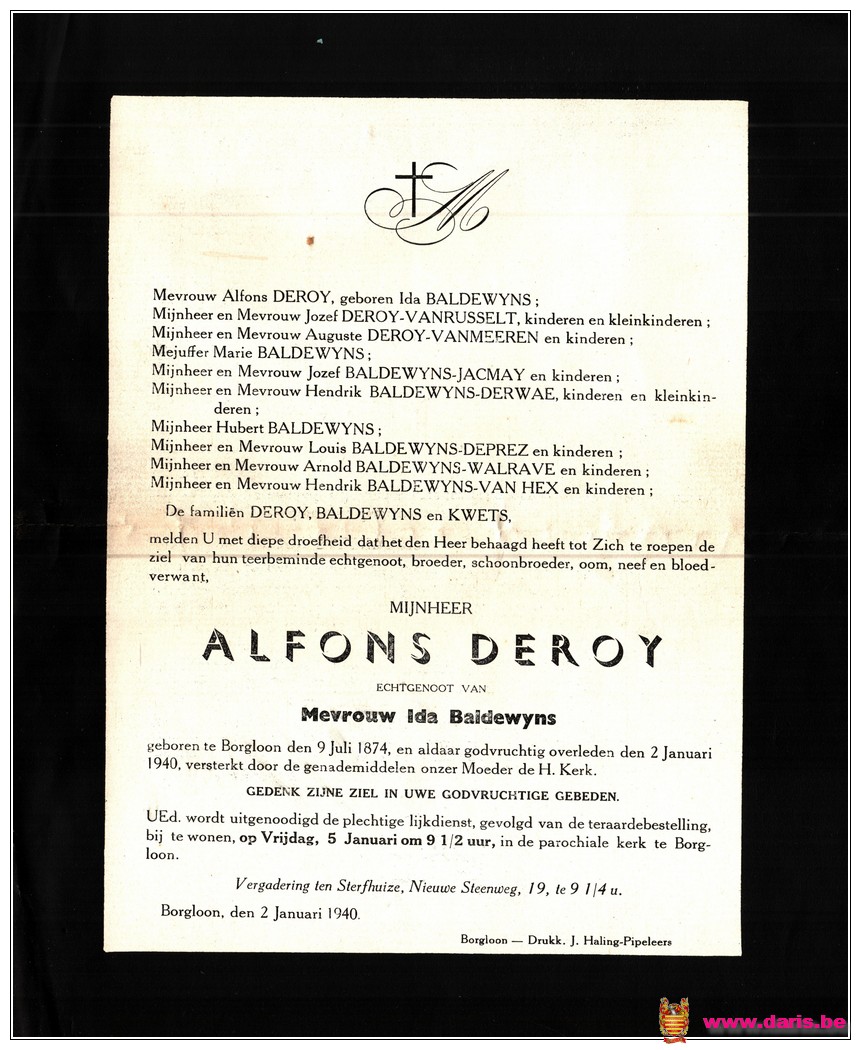 M
Mevrouw Alfons DEROY, geboren Ida BALDEWYNS ;
Mijnheer en Mevrouw Jozef DEROY-VANRUSSELT, kinderen en kleinkinderen ;
Mijnheer en Mevrouw Auguste DEROY-VANMEEREN en kinderen ;
Mejuffer Marie BALDEWYNS ;
Mijnheer en Mevrouw Jozef BALDEWYNS-JACMAY en kinderen ;
Mijnheer en Mevrouw Hendrik BALDEWYNS-DERWAE, kinderen en kleinkin-
deren ;
Mijnheer Hubert BALDEWYNS ;
Mijnheer en Mevrouw Louis BALDEWYNS-DEPREZ en kinderen ;
Mijnheer en Mevrouw Arnold BALDEWYNS-WALRAVE en kinderen ;
Mijnheer en Mevrouw Hendrik BALDEWYNS-VAN HEX en kinderen ;
De familiën DEROY, BALDEWYNS en KWETS,
melden U met diepe droefheid dat het den Heer behaagd heeft tot Zich te roepen de
ziel van hun teerbeminde echtgenoot, broeder, schoonbroeder, oom, neef en bloed-
verwant,
MIJNHEER
ALFONS DEROY
ECHTGENOOT VAN
Mevrouw Ida Baldewyns
geboren te Borgloon den 9 Juli 1874, en aldaar godvruchtig overleden den 2 Januari
1940, versterkt door de genademiddelen onzer Moeder de H. Kerk.
GEDENK ZIJNE ZIEL IN UWE GODVRUCHTIGE GEBEDEN.
UEd. wordt uitgenoodigd de plechtige lijkdienst, gevolgd van de teraardebestelling,
bij te wonen, op Vrijdag, 5 Januari om 9 1/2 uur, in de parochiale kerk te Borg-
loon.
Vergadering ten Sterfhuize, Nieuwe Steenweg, 19, te 9 1/4 u.
Borgloon, den 2 Januari 1940.
Borgloon — Drukk. J. Haling-Pipeleers
www.daris.be